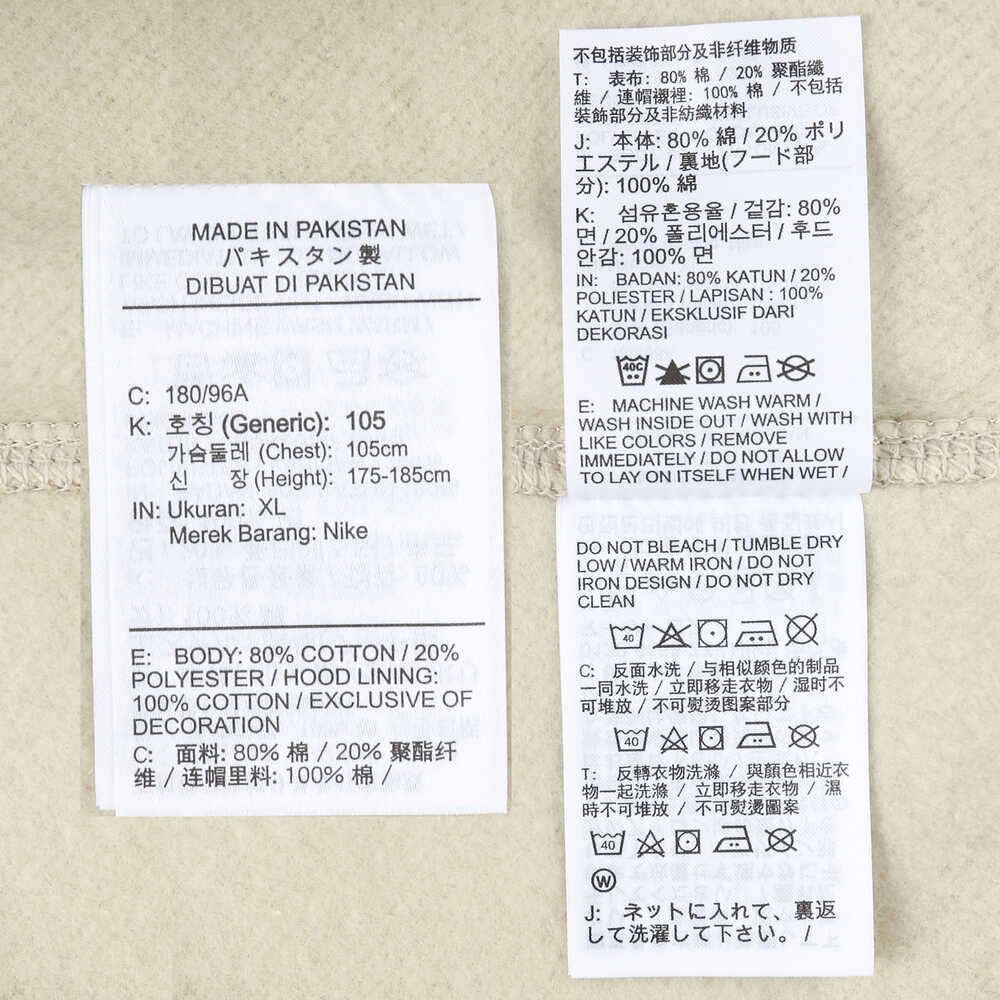 MADE IN PAKISTAN
パキスタン製
DIBUAT DI PAKISTAN
C: 180/96A
K: 호칭 (Generic): 105
가슴둘레 (Chest): 105cm
신 장 (Height): 175-185cm
IN: Ukuran: XL
Merek Barang: Nike
E: BODY: 80% COTTON / 20%
POLYESTER / HOOD LINING:
100% COTTON / EXCLUSIVE OF
DECORATION
C: 面料: 80% 棉 / 20% 聚酯纤
维 / 连帽里料: 100% 棉 /
不包括装饰部分及非纤维物质
T: 表布: 80% 棉 / 20% 聚酯纖
維 / 連帽襯裡: 100% 棉 / 不包括
裝飾部分及非紡織材料
J: 本体: 80% 綿 / 20% ポリ
エステル / 裏地(フード部
分): 100% 綿
K: 섬유혼용율 / 겉감: 80%
면 / 20% 폴리에스터 / 후드
안감: 100% 면
IN: BADAN: 80% KATUN / 20%
POLIESTER / LAPISAN : 100%
KATUN / EKSKLUSIF DARI
DEKORASI
40C
E: MACHINE WASH WARM /
WASH INSIDE OUT / WASH WITH
LIKE COLORS / REMOVE
IMMEDIATELY / DO NOT ALLOW
TO LAY ON ITSELF WHEN WET /
DO NOT BLEACH / TUMBLE DRY
LOW / WARM IRON / DO NOT
IRON DESIGN / DO NOT DRY
CLEAN
40
C: 反面水洗 / 与相似颜色的制品
一同水洗 / 立即移走衣物 / 湿时不
可堆放 / 不可熨烫图案部分
40
T: 反轉衣物洗滌 / 與顏色相近衣
物一起洗滌 / 立即移走衣物 / 濕
時不可堆放 / 不可熨燙圖案
40
W
J: ネットに入れて、裏返
して洗濯して下さい。 /